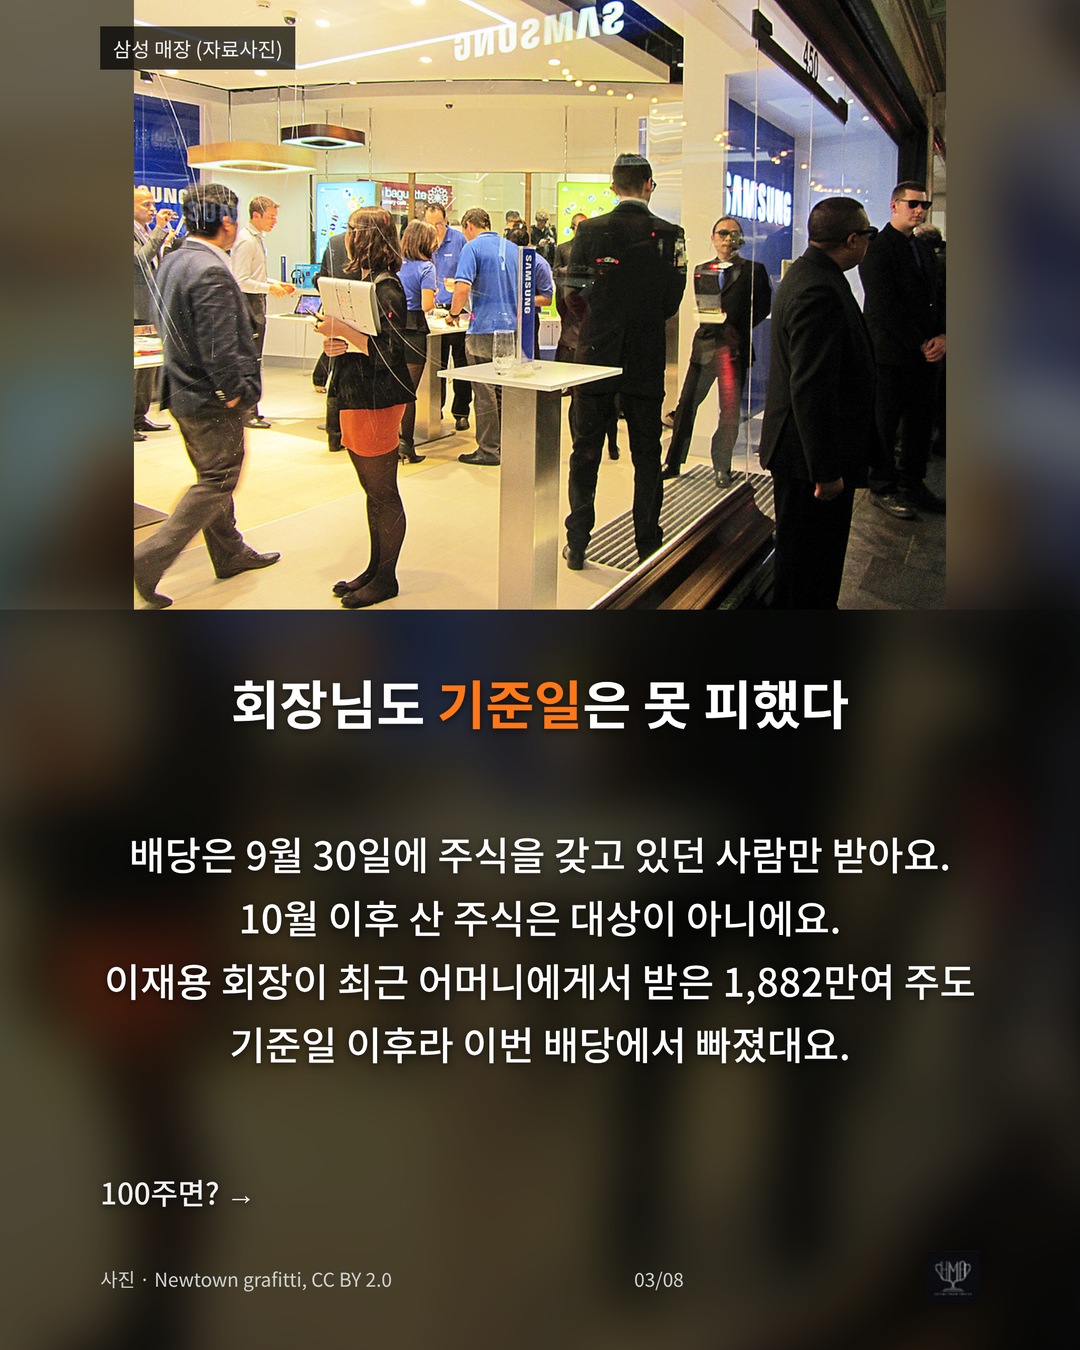 삼성 매장 (자료사진)
SAMSUNG
450
SAMSUNG
SAMSUNG
회장님도 기준일은 못 피했다
배당은 9월 30일에 주식을 갖고 있던 사람만 받아요.
10월 이후 산 주식은 대상이 아니에요.
이재용 회장이 최근 어머니에게서 받은 1,882만여 주도
기준일 이후라 이번 배당에서 빠졌대요.
100주면? →
사진 · Newtown grafitti, CC BY 2.0
03/08